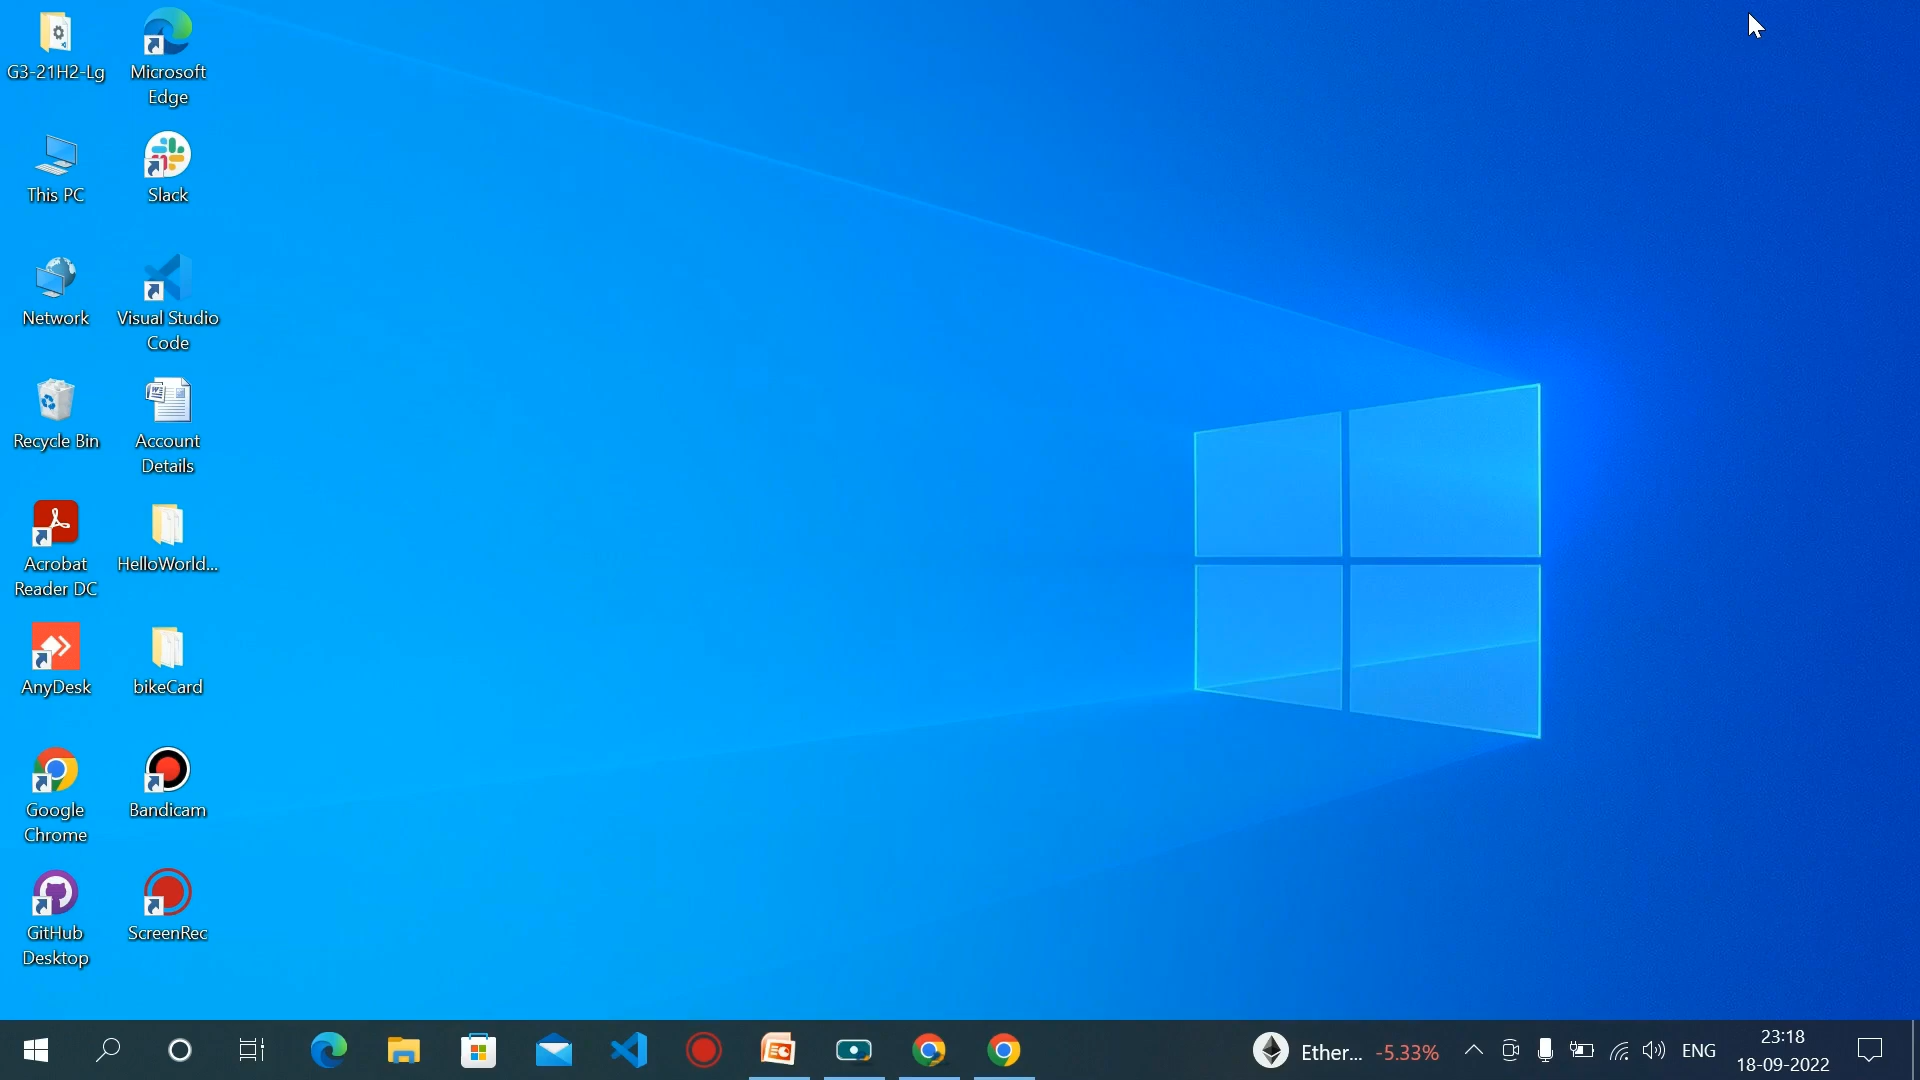 G3-21H2-Lg
Microsoft
Edge
This PC
Slack
Network
Visual Studio
Code
Recycle Bin
Account
Details
Acrobat
Reader DC
HelloWorld...
AnyDesk
bikeCard
Google
Chrome
Bandicam
GitHub
Desktop
ScreenRec
Ether... -5.33%
ENG
23:18
18-09-2022